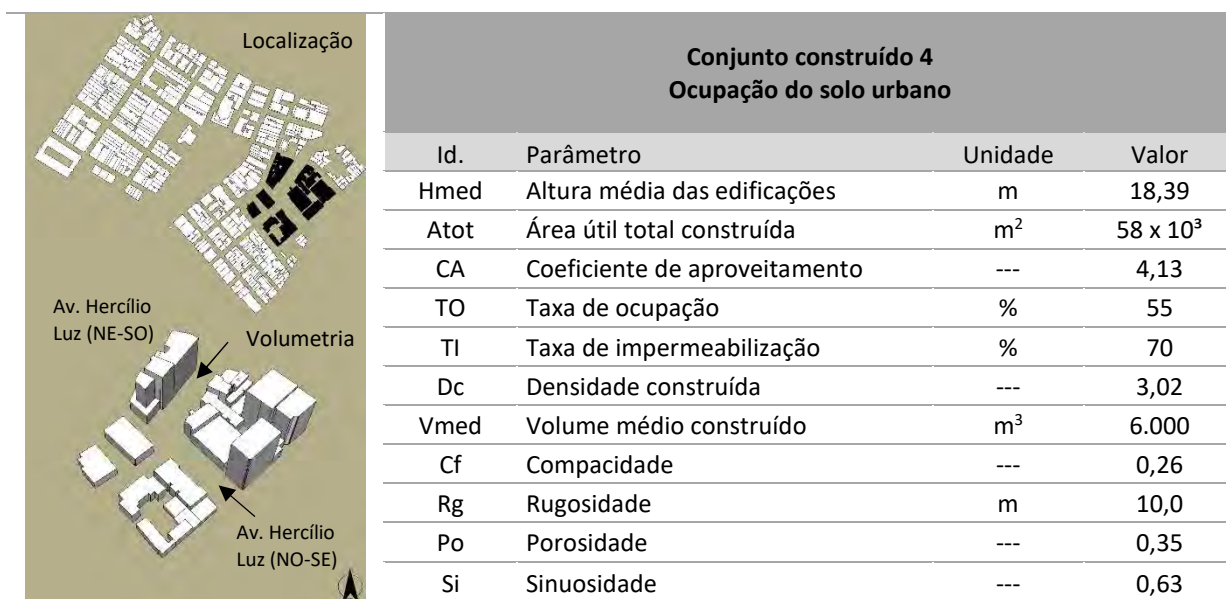 Localização
Av. Hercílio
Luz (NE-SO)
Volumetria
Av. Hercílio
Luz (NO-SE)
Conjunto construído 4
Ocupação do solo urbano
Id. Parâmetro Unidade Valor
Hmed Altura média das edificações m 18,39
Atot Área útil total construída m² 58 x 10³
CA Coeficiente de aproveitamento --- 4,13
TO Taxa de ocupação % 55
TI Taxa de impermeabilização % 70
Dc Densidade construída --- 3,02
Vmed Volume médio construído m³ 6.000
Cf Compacidade --- 0,26
Rg Rugosidade m 10,0
Po Porosidade --- 0,35
Si Sinuosidade --- 0,63